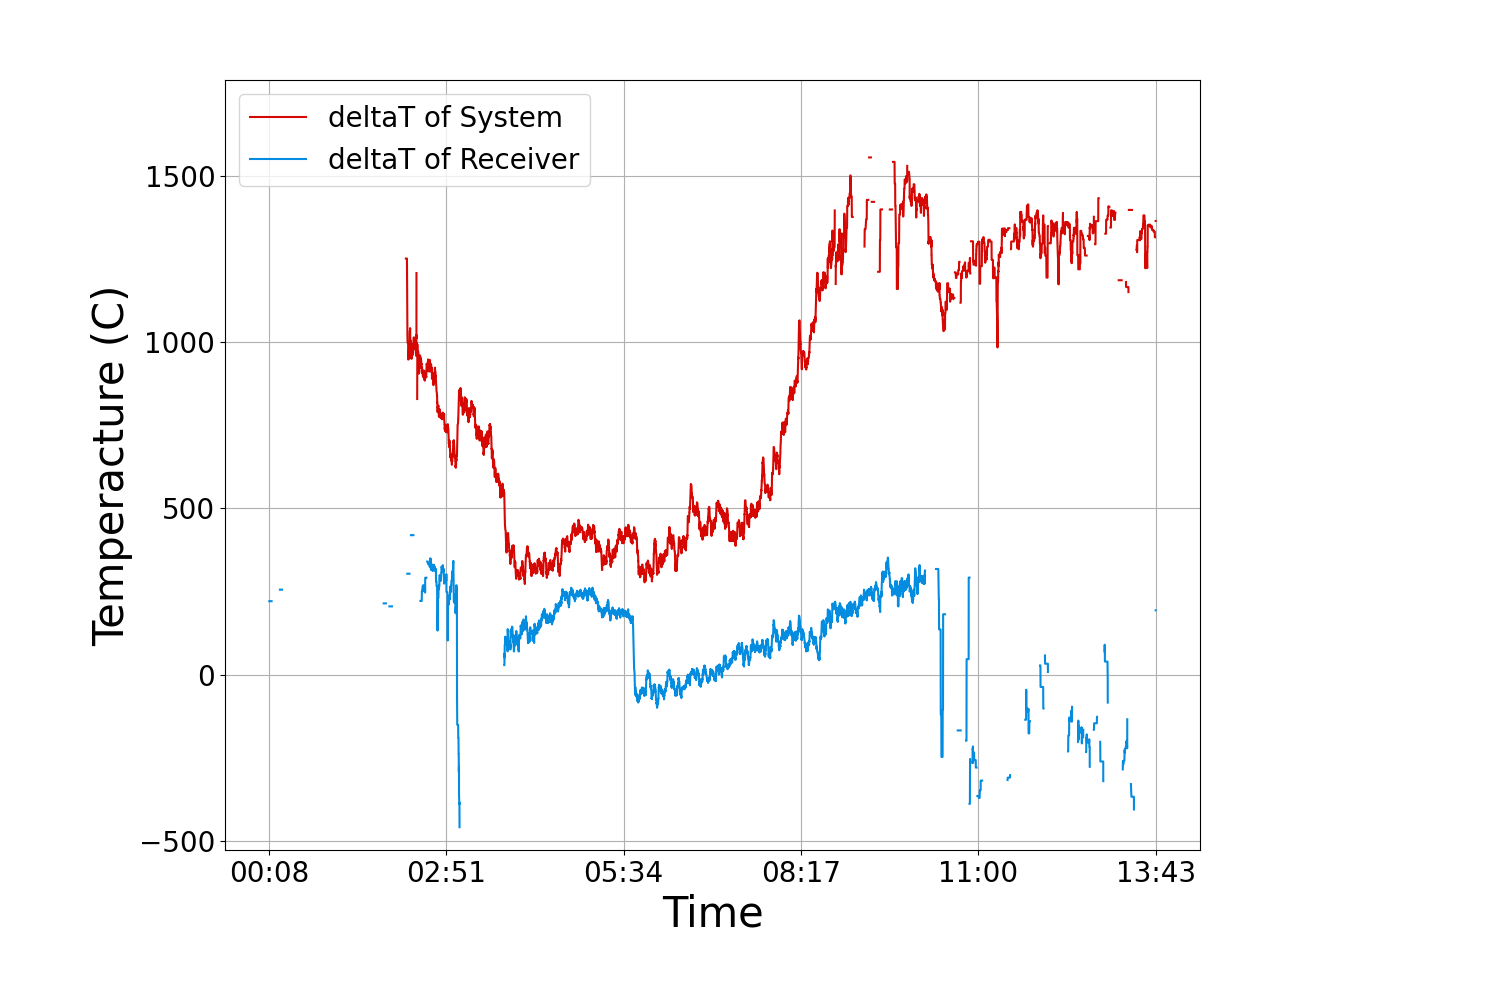 deltaT of System
deltaT of Receiver
Temperacture (C)
1500
1000
500
0
−500
00:08 02:51 05:34 08:17 11:00 13:43
Time